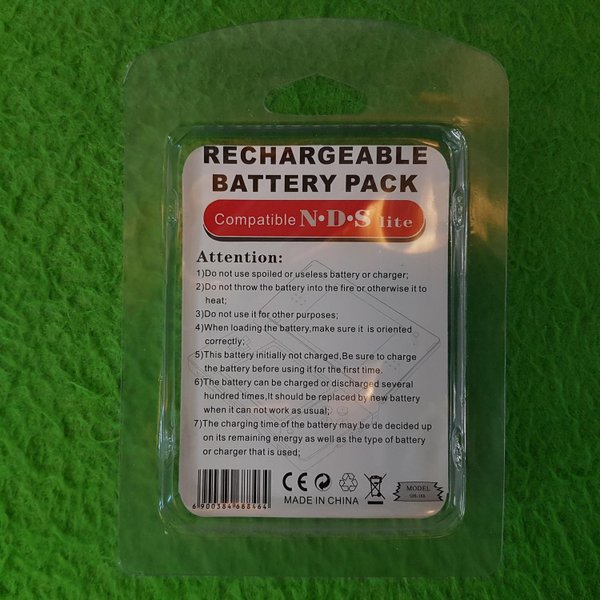 RECHARGEABLE
BATTERY PACK
Compatible N•D•S lite
Attention:
1)Do not use spoiled or useless battery or charger;
2)Do not throw the battery into the fire or otherwise it to
heat;
3)Do not use it for other purposes;
4)When loading the battery,make sure it is oriented
correctly;
5)This battery initially not charged,Be sure to charge
the battery before using it for the first time.
6)The battery can be charged or discharged several
hundred times,It should be replaced by new battery
when it can not work as usual;
7)The charging time of the battery may be de decided up
on its remaining energy as well as the type of battery
or charger that is used;
CE
MADE IN CHINA
MODEL
6 900384 688464